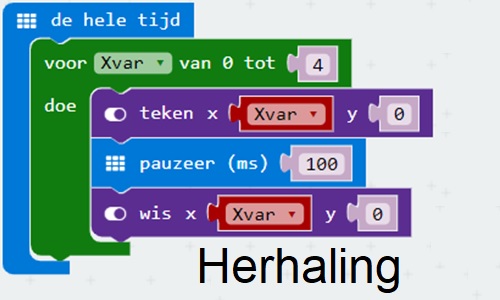 de hele tijd
voor Xvar van 0 tot 4
doe teken x Xvar y 0
pauzeer (ms) 100
wis x Xvar y 0
Herhaling